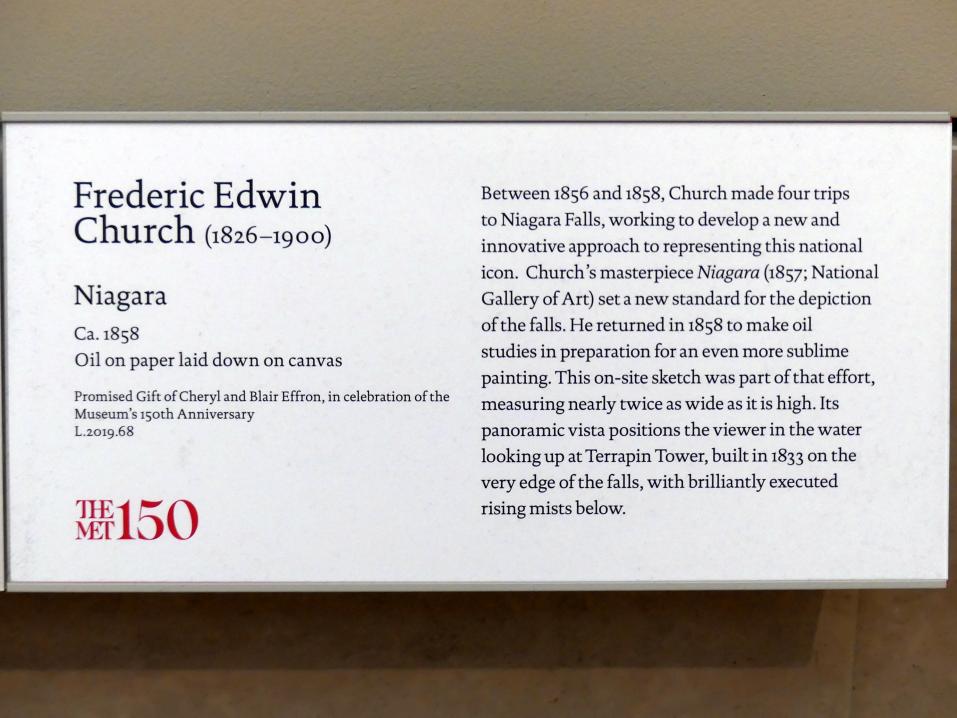 Frederic Edwin
Church (1826–1900)
Niagara
Ca. 1858
Oil on paper laid down on canvas
Promised Gift of Cheryl and Blair Effron, in celebration of the
Museum's 150th Anniversary
L.2019.68
THE
MET
150
Between 1856 and 1858, Church made four trips
to Niagara Falls, working to develop a new and
innovative approach to representing this national
icon.  Church's masterpiece Niagara (1857; National
Gallery of Art) set a new standard for the depiction
of the falls. He returned in 1858 to make oil
studies in preparation for an even more sublime
painting. This on-site sketch was part of that effort,
measuring nearly twice as wide as it is high. Its
panoramic vista positions the viewer in the water
looking up at Terrapin Tower, built in 1833 on the
very edge of the falls, with brilliantly executed
rising mists below.